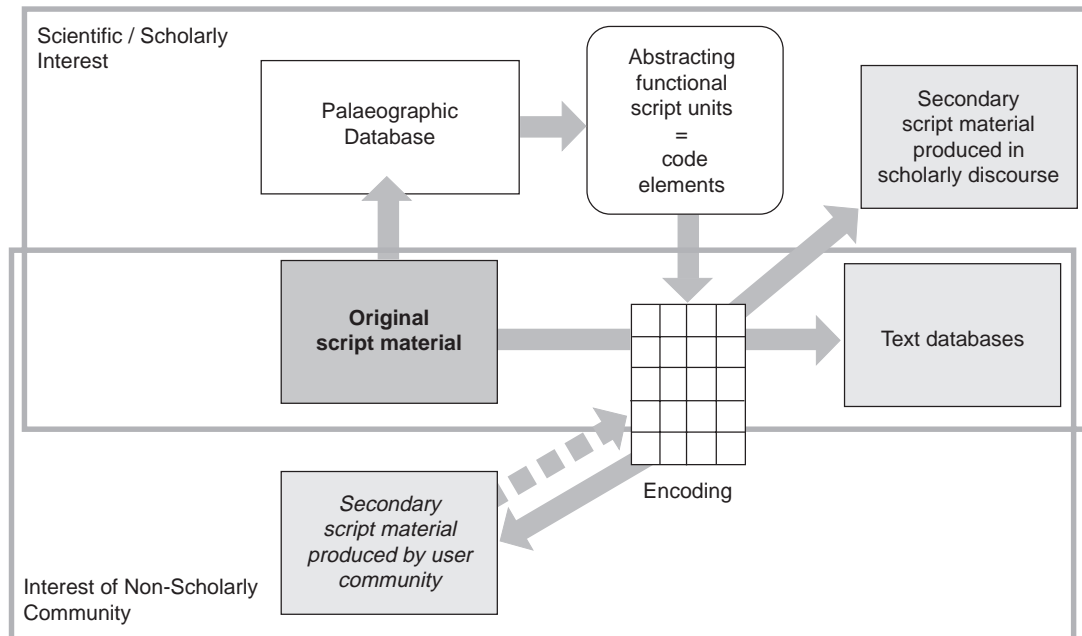 Scientific / Scholarly
Interest
Palaeographic
Database
Abstracting
functional
script units
=
code
elements
Secondary
script material
produced in
scholarly discourse
Original
script material
Text databases
Encoding
Secondary
script material
produced by user
community
Interest of Non-Scholarly
Community